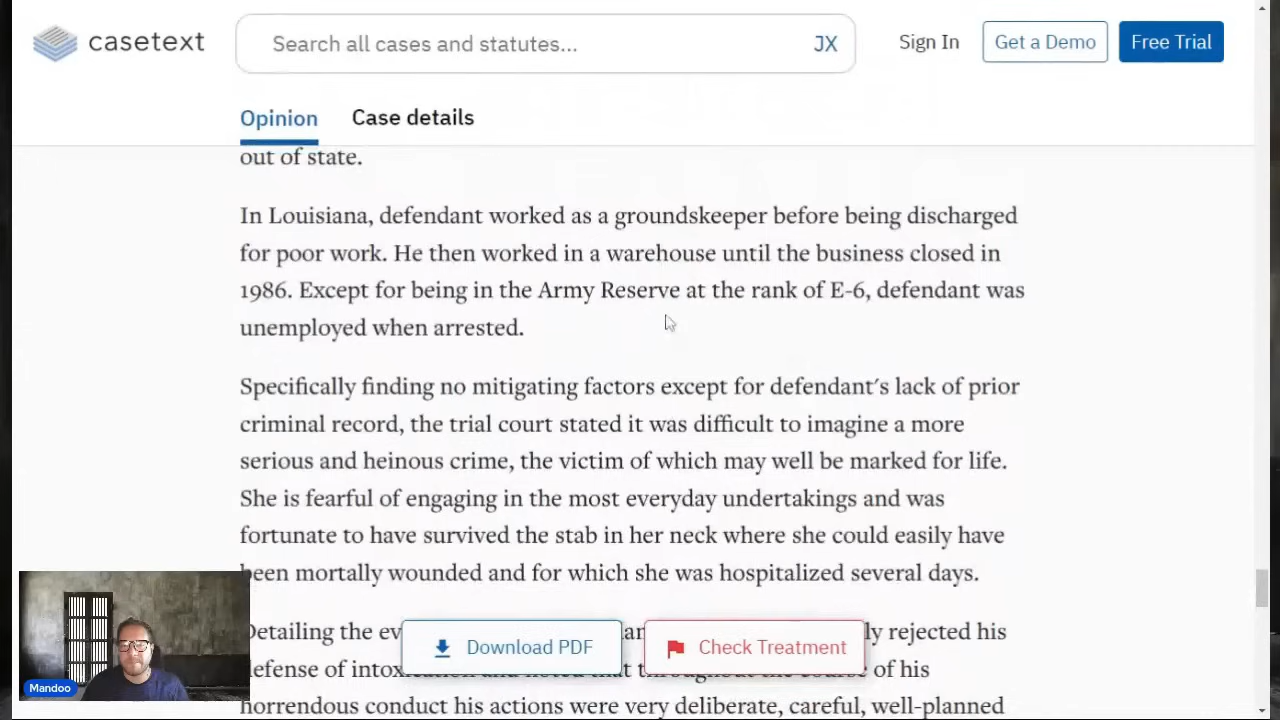 casetext
Search all cases and statutes...
JX
Sign In
Get a Demo
Free Trial
Opinion
Case details
out of state.
In Louisiana, defendant worked as a groundskeeper before being discharged
for poor work. He then worked in a warehouse until the business closed in
1986. Except for being in the Army Reserve at the rank of E-6, defendant was
unemployed when arrested.
Specifically finding no mitigating factors except for defendant's lack of prior
criminal record, the trial court stated it was difficult to imagine a more
serious and heinous crime, the victim of which may well be marked for life.
She is fearful of engaging in the most everyday undertakings and was
fortunate to have survived the stab in her neck where she could easily have
been mortally wounded and for which she was hospitalized several days.
Detailing the rejected his
defense of of his
horrendous conduct his actions were very deliberate, careful, well-planned
Download PDF
Check Treatment
Mandoo